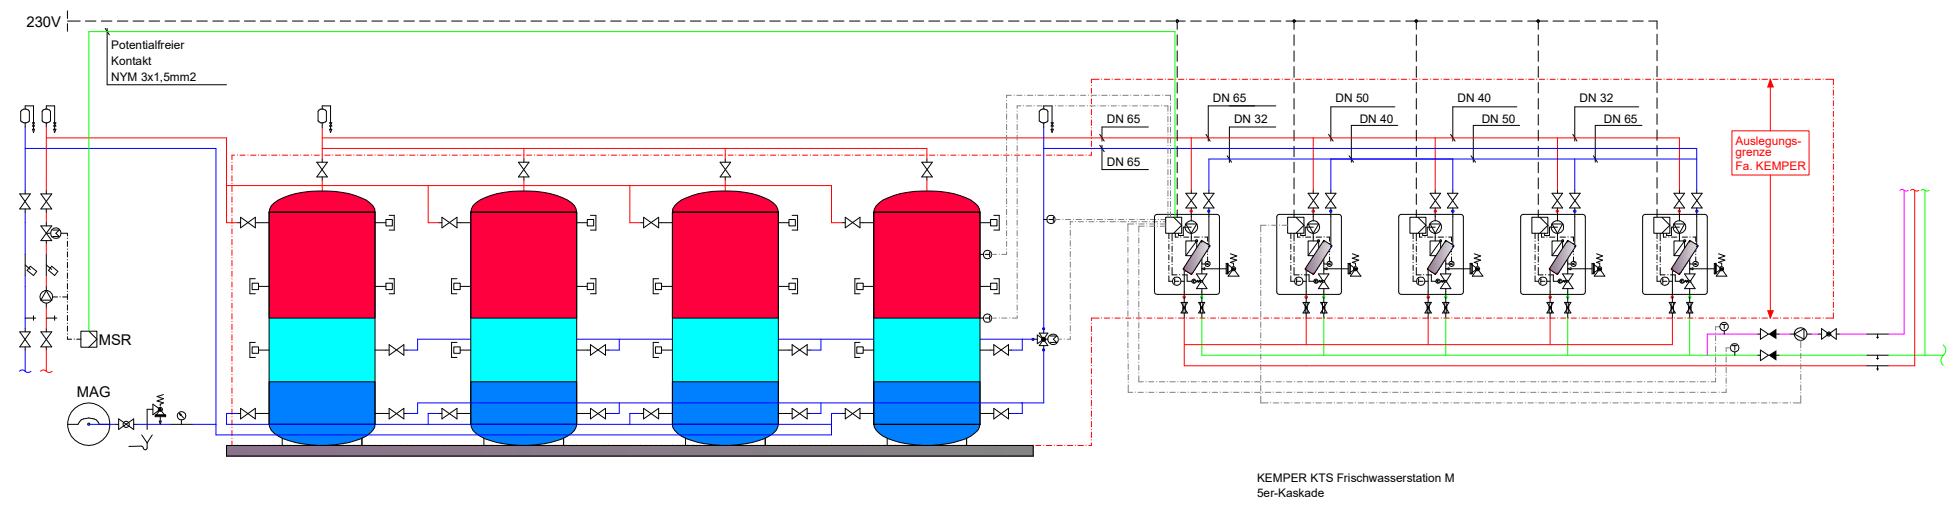 230V
Potentialfreier
Kontakt
NYM 3x1,5mm2
DN 65
DN 50
DN 40
DN 32
DN 65
DN 32
DN 40
DN 50
DN 65
DN 65
Auslegungs-
grenze
Fa. KEMPER
MSR
MAG
KEMPER KTS Frischwasserstation M
5er-Kaskade